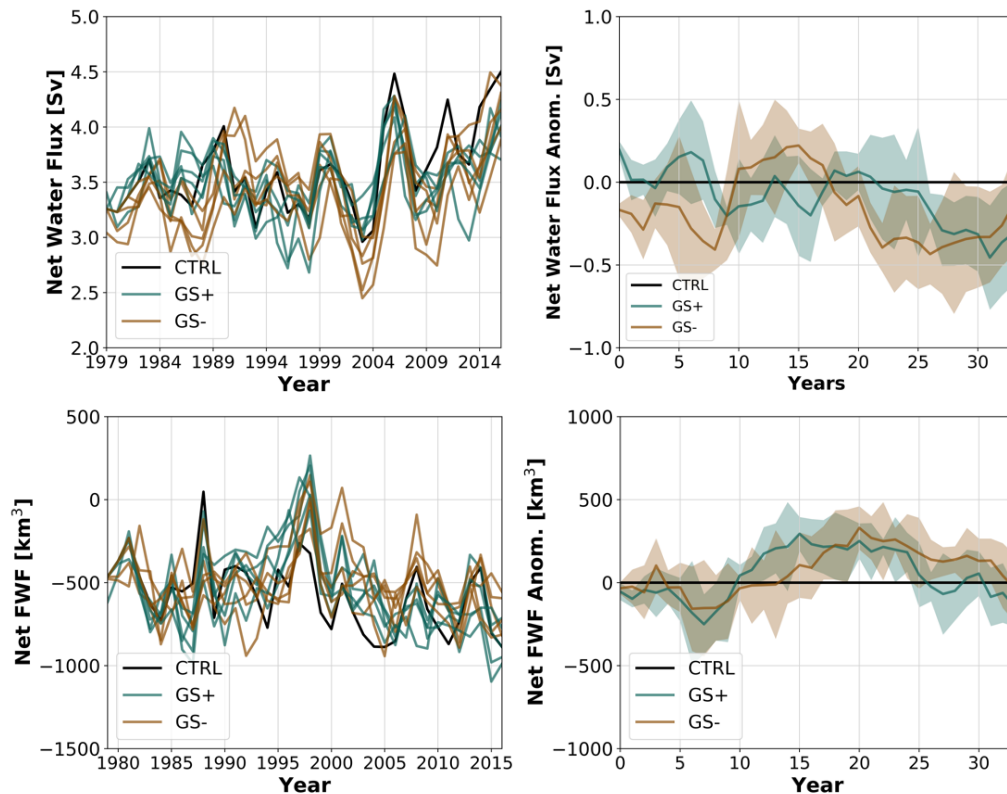 Net Water Flux [Sv]
5.0
4.5
4.0
3.5
3.0
2.5
2.0
CTRL
GS+
GS-
1979 1984 1989 1994 1999 2004 2009 2014
Year
Net Water Flux Anom. [Sv]
1.0
0.5
0.0
−0.5
−1.0
CTRL
GS+
GS-
0 5 10 15 20 25 30
Years
Net FWF [km³]
500
0
−500
−1000
−1500
CTRL
GS+
GS-
1980 1985 1990 1995 2000 2005 2010 2015
Year
Net FWF Anom. [km³]
1000
500
0
−500
−1000
CTRL
GS+
GS-
0 5 10 15 20 25 30
Year